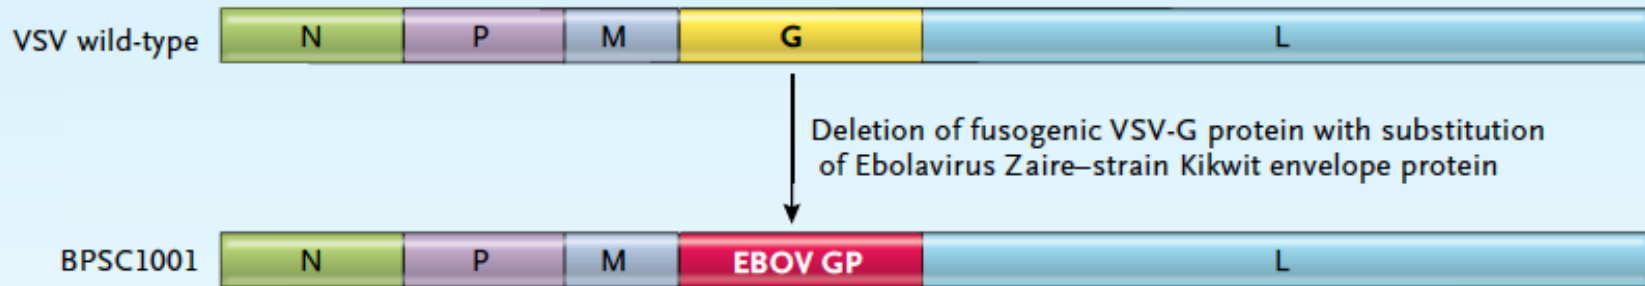 VSV wild-type N P M G L
Deletion of fusogenic VSV-G protein with substitution
of Ebolavirus Zaire–strain Kikwit envelope protein
BPSC1001 N P M EBOV GP L